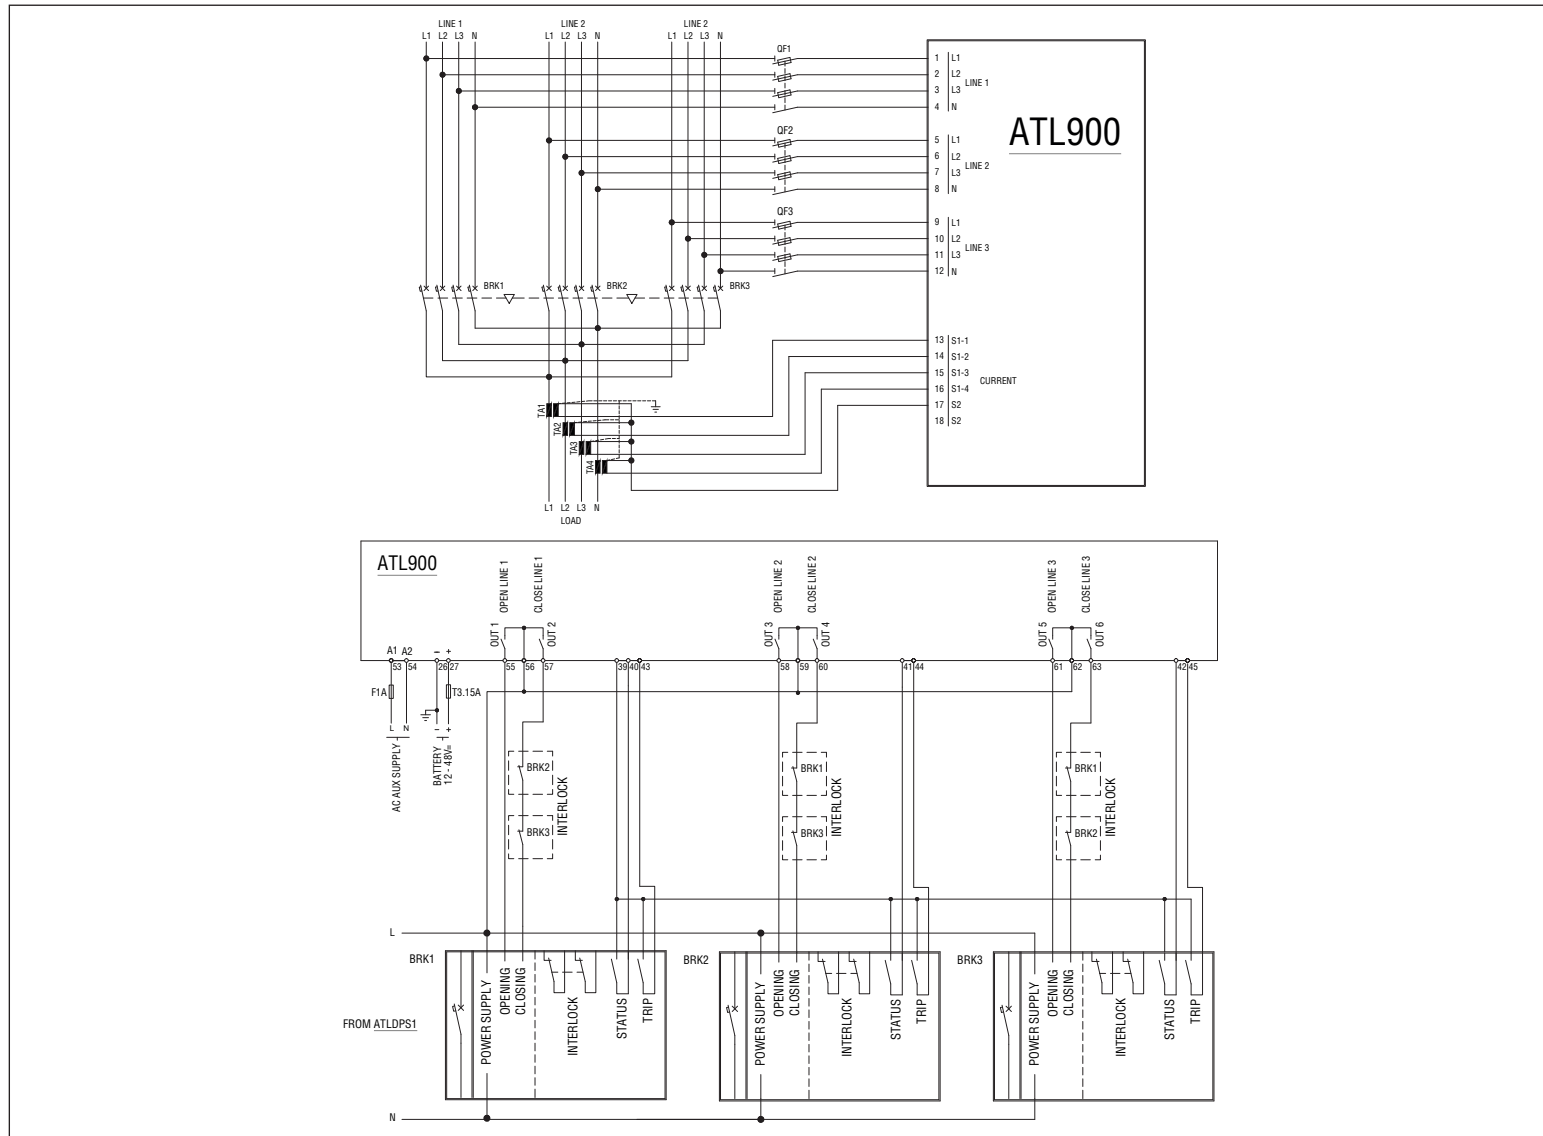 LINE 1 LINE 2 LINE 2
L1 L2 L3 N L1 L2 L3 N L1 L2 L3 N
QF1
1 L1
2 L2
LINE 1
3 L3
4 N
ATL900
QF2
5 L1
6 L2
LINE 2
7 L3
8 N
QF3
9 L1
10 L2
LINE 3
11 L3
12 N
BRK1 BRK2 BRK3
13 S1-1
14 S1-2
15 S1-3
CURRENT
16 S1-4
17 S2
18 S2
TA1
TA2
TA3
TA4
L1 L2 L3 N
LOAD
ATL900
OPEN LINE 1
CLOSE LINE 1
OPEN LINE 2
CLOSE LINE 2
OPEN LINE 3
CLOSE LINE 3
OUT 1
OUT 2
OUT 3
OUT 4
OUT 5
OUT 6
A1 A2 - +
53 54 26 27 55 56 57 39 40 43 58 59 60 41 44 61 62 63 42 45
F1A T3.15A
L N - +
AC AUX SUPPLY
BATTERY
12 - 48V=
BRK2
BRK3
INTERLOCK
BRK1
BRK3
INTERLOCK
BRK1
BRK2
INTERLOCK
L
BRK1
POWER SUPPLY
OPENING
CLOSING
INTERLOCK
STATUS
TRIP
BRK2
POWER SUPPLY
OPENING
CLOSING
INTERLOCK
STATUS
TRIP
BRK3
POWER SUPPLY
OPENING
CLOSING
INTERLOCK
STATUS
TRIP
FROM ATLDPS1
N